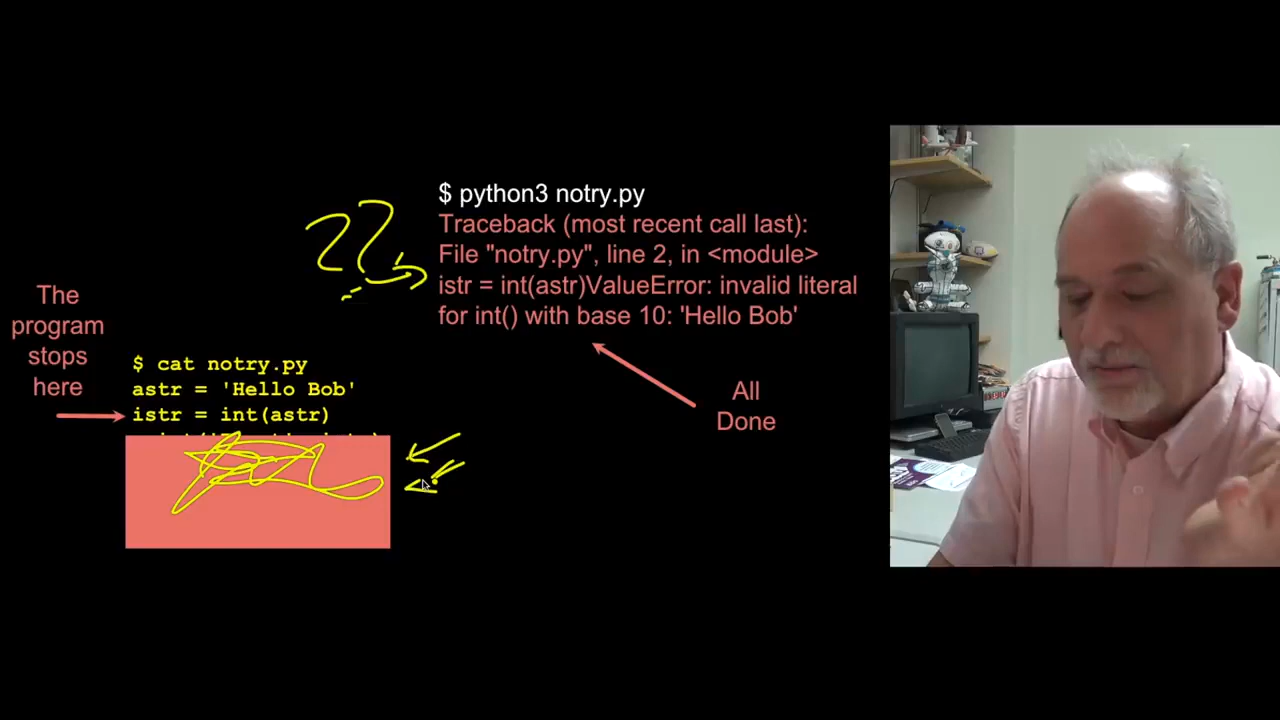 $ python3 notry.py
Traceback (most recent call last):
File "notry.py", line 2, in <module>
istr = int(astr)ValueError: invalid literal
for int() with base 10: 'Hello Bob'
??
The
program
stops
here
$ cat notry.py
astr = 'Hello Bob'
istr = int(astr)
All
Done